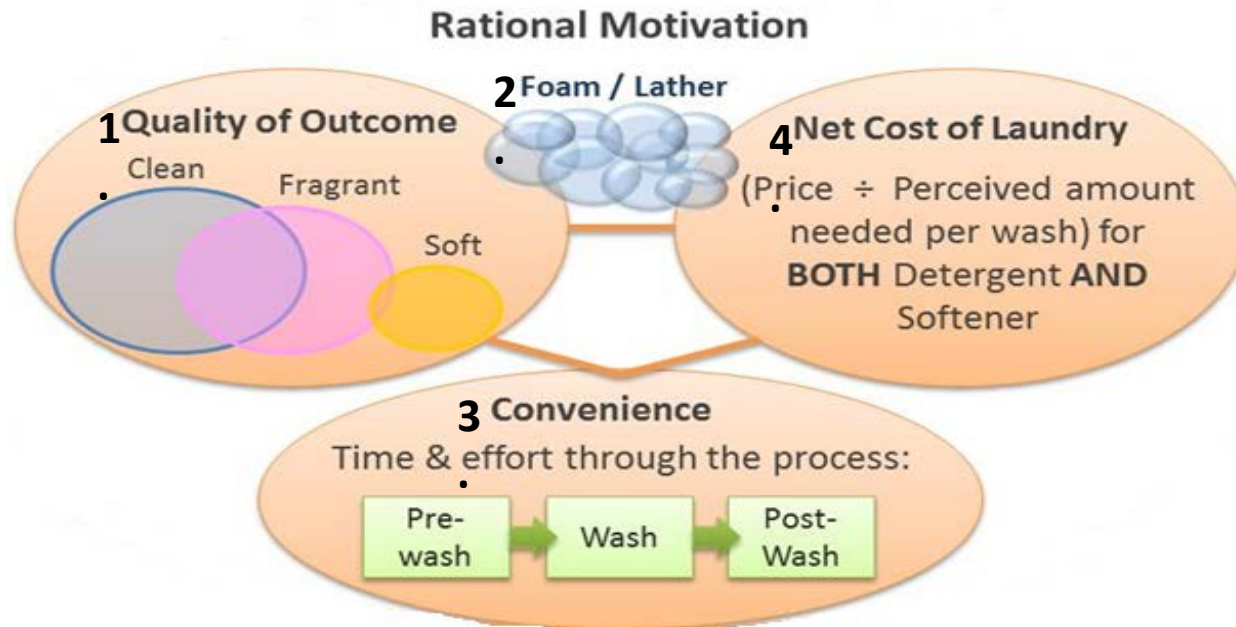 Rational Motivation
1. Quality of Outcome
Clean
Fragrant
Soft
2. Foam / Lather
4. Net Cost of Laundry
(Price ÷ Perceived amount
needed per wash) for
BOTH Detergent AND
Softener
3. Convenience
Time & effort through the process:
Pre-
wash
Wash
Post-
Wash